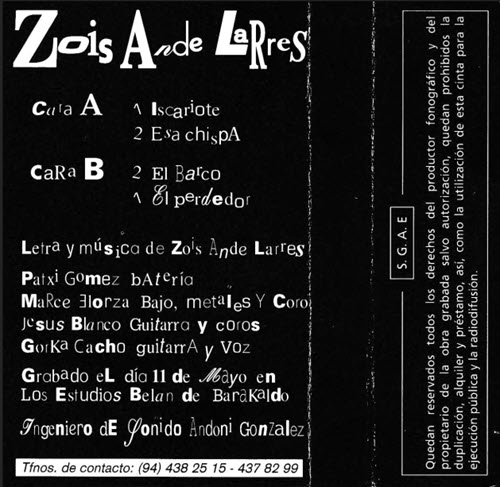 Zois Ande Larres
Cara A 1 Iscariote
2 Esa chispA
CaRa B 2 El Barco
1 El perdedor
Letra y música de Zois Ande Larres
Patxi Gomez bAtería
MaRce Elorza Bajo, metales Y Coro
Jesus Blanco Guitarra y coros
GorKa Cacho guitarrA y Voz
Grabado eL día 11 de Mayo en
Los Estudios Belan de BaraKaldo
Ingeniero dE Sonido Andoni Gonzalez
Tfnos. de contacto: (94) 438 25 15 - 437 82 99
S. G. A. E
Quedan reservados todos los derechos del productor fonográfico y del
propietario de la obra grabada salvo autorización, quedan prohibidos la
duplicación, alquiler y préstamo, así, como la utilización de esta cinta para la
ejecución pública y la radiodifusión.